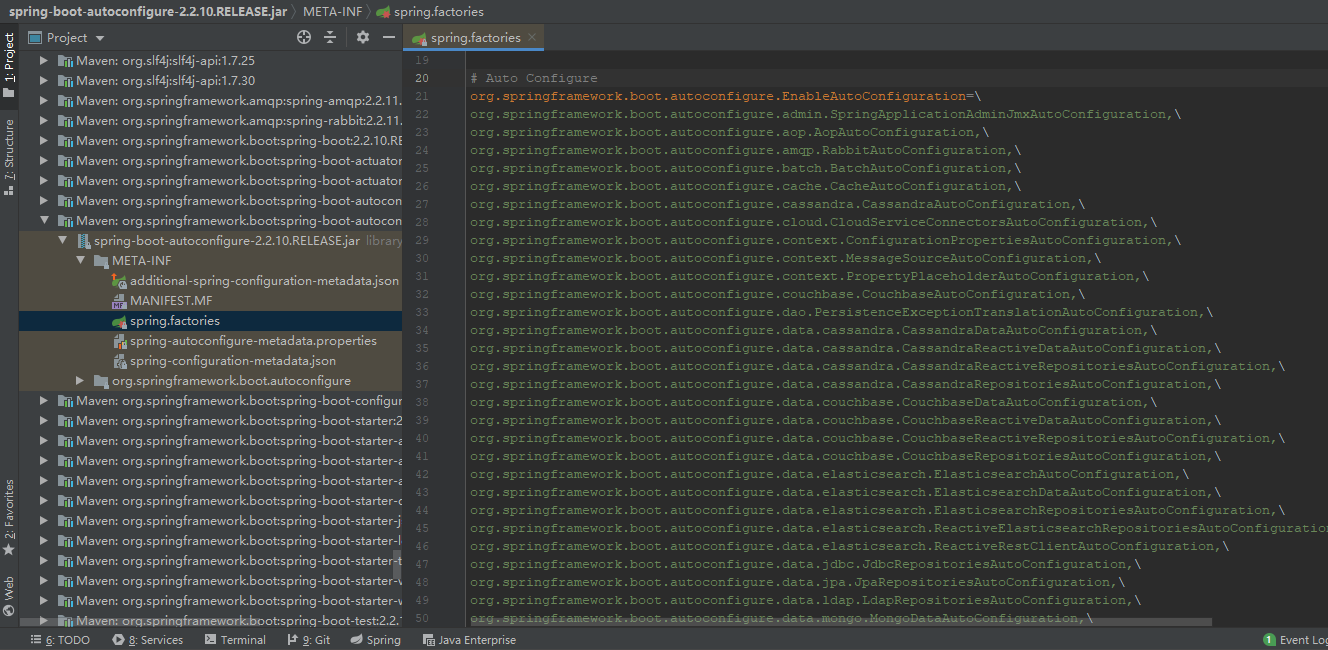 spring-boot-autoconfigure-2.2.10.RELEASE.jar META-INF spring.factories
1: Project
7: Structure
2: Favorites
Web
Project
Maven: org.slf4j:slf4j-api:1.7.25
Maven: org.slf4j:slf4j-api:1.7.30
Maven: org.springframework.amqp:spring-amqp:2.2.11.
Maven: org.springframework.amqp:spring-rabbit:2.2.11.
Maven: org.springframework.boot:spring-boot:2.2.10.RE
Maven: org.springframework.boot:spring-boot-actuator
Maven: org.springframework.boot:spring-boot-actuator
Maven: org.springframework.boot:spring-boot-autocon
Maven: org.springframework.boot:spring-boot-autocon
spring-boot-autoconfigure-2.2.10.RELEASE.jar library
META-INF
additional-spring-configuration-metadata.json
MANIFEST.MF
spring.factories
spring-autoconfigure-metadata.properties
spring-configuration-metadata.json
org.springframework.boot.autoconfigure
Maven: org.springframework.boot:spring-boot-configur
Maven: org.springframework.boot:spring-boot-starter:2
Maven: org.springframework.boot:spring-boot-starter-a
Maven: org.springframework.boot:spring-boot-starter-a
Maven: org.springframework.boot:spring-boot-starter-a
Maven: org.springframework.boot:spring-boot-starter-c
Maven: org.springframework.boot:spring-boot-starter-j
Maven: org.springframework.boot:spring-boot-starter-l
Maven: org.springframework.boot:spring-boot-starter-t
Maven: org.springframework.boot:spring-boot-starter-v
Maven: org.springframework.boot:spring-boot-starter-w
Maven: org.springframework.boot:spring-boot-test:2.2.1
spring.factories
19
20 # Auto Configure
21 org.springframework.boot.autoconfigure.EnableAutoConfiguration=\
22 org.springframework.boot.autoconfigure.admin.SpringApplicationAdminJmxAutoConfiguration,\
23 org.springframework.boot.autoconfigure.aop.AopAutoConfiguration,\
24 org.springframework.boot.autoconfigure.amqp.RabbitAutoConfiguration,\
25 org.springframework.boot.autoconfigure.batch.BatchAutoConfiguration,\
26 org.springframework.boot.autoconfigure.cache.CacheAutoConfiguration,\
27 org.springframework.boot.autoconfigure.cassandra.CassandraAutoConfiguration,\
28 org.springframework.boot.autoconfigure.cloud.CloudServiceConnectorsAutoConfiguration,\
29 org.springframework.boot.autoconfigure.context.ConfigurationPropertiesAutoConfiguration,\
30 org.springframework.boot.autoconfigure.context.MessageSourceAutoConfiguration,\
31 org.springframework.boot.autoconfigure.context.PropertyPlaceholderAutoConfiguration,\
32 org.springframework.boot.autoconfigure.couchbase.CouchbaseAutoConfiguration,\
33 org.springframework.boot.autoconfigure.dao.PersistenceExceptionTranslationAutoConfiguration,\
34 org.springframework.boot.autoconfigure.data.cassandra.CassandraDataAutoConfiguration,\
35 org.springframework.boot.autoconfigure.data.cassandra.CassandraReactiveDataAutoConfiguration,\
36 org.springframework.boot.autoconfigure.data.cassandra.CassandraReactiveRepositoriesAutoConfiguration,\
37 org.springframework.boot.autoconfigure.data.cassandra.CassandraRepositoriesAutoConfiguration,\
38 org.springframework.boot.autoconfigure.data.couchbase.CouchbaseDataAutoConfiguration,\
39 org.springframework.boot.autoconfigure.data.couchbase.CouchbaseReactiveDataAutoConfiguration,\
40 org.springframework.boot.autoconfigure.data.couchbase.CouchbaseReactiveRepositoriesAutoConfiguration,\
41 org.springframework.boot.autoconfigure.data.couchbase.CouchbaseRepositoriesAutoConfiguration,\
42 org.springframework.boot.autoconfigure.data.elasticsearch.ElasticsearchAutoConfiguration,\
43 org.springframework.boot.autoconfigure.data.elasticsearch.ElasticsearchDataAutoConfiguration,\
44 org.springframework.boot.autoconfigure.data.elasticsearch.ElasticsearchRepositoriesAutoConfiguration,\
45 org.springframework.boot.autoconfigure.data.elasticsearch.ReactiveElasticsearchRepositoriesAutoConfiguration
46 org.springframework.boot.autoconfigure.data.elasticsearch.ReactiveRestClientAutoConfiguration,\
47 org.springframework.boot.autoconfigure.data.jdbc.JdbcRepositoriesAutoConfiguration,\
48 org.springframework.boot.autoconfigure.data.jpa.JpaRepositoriesAutoConfiguration,\
49 org.springframework.boot.autoconfigure.data.ldap.LdapRepositoriesAutoConfiguration,\
50 org.springframework.boot.autoconfigure.data.mongo.MongoDataAutoConfiguration,\
6: TODO 8: Services Terminal 9: Git Spring Java Enterprise 1 Event Log